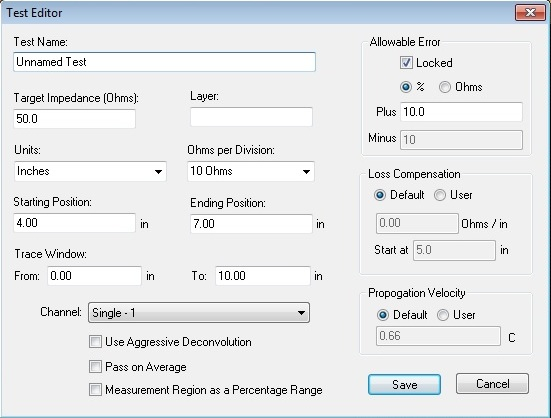 Test Editor
Test Name:
Unnamed Test
Target Impedance (Ohms):
50.0
Layer:
Units:
Inches
Ohms per Division:
10 Ohms
Starting Position:
4.00 in
Ending Position:
7.00 in
Trace Window:
From: 0.00 in
To: 10.00 in
Channel: Single - 1
Use Aggressive Deconvolution
Pass on Average
Measurement Region as a Percentage Range
Allowable Error
Locked
% Ohms
Plus 10.0
Minus 10
Loss Compensation
Default User
0.00 Ohms / in
Start at 5.0 in
Propogation Velocity
Default User
0.66 C
Save Cancel